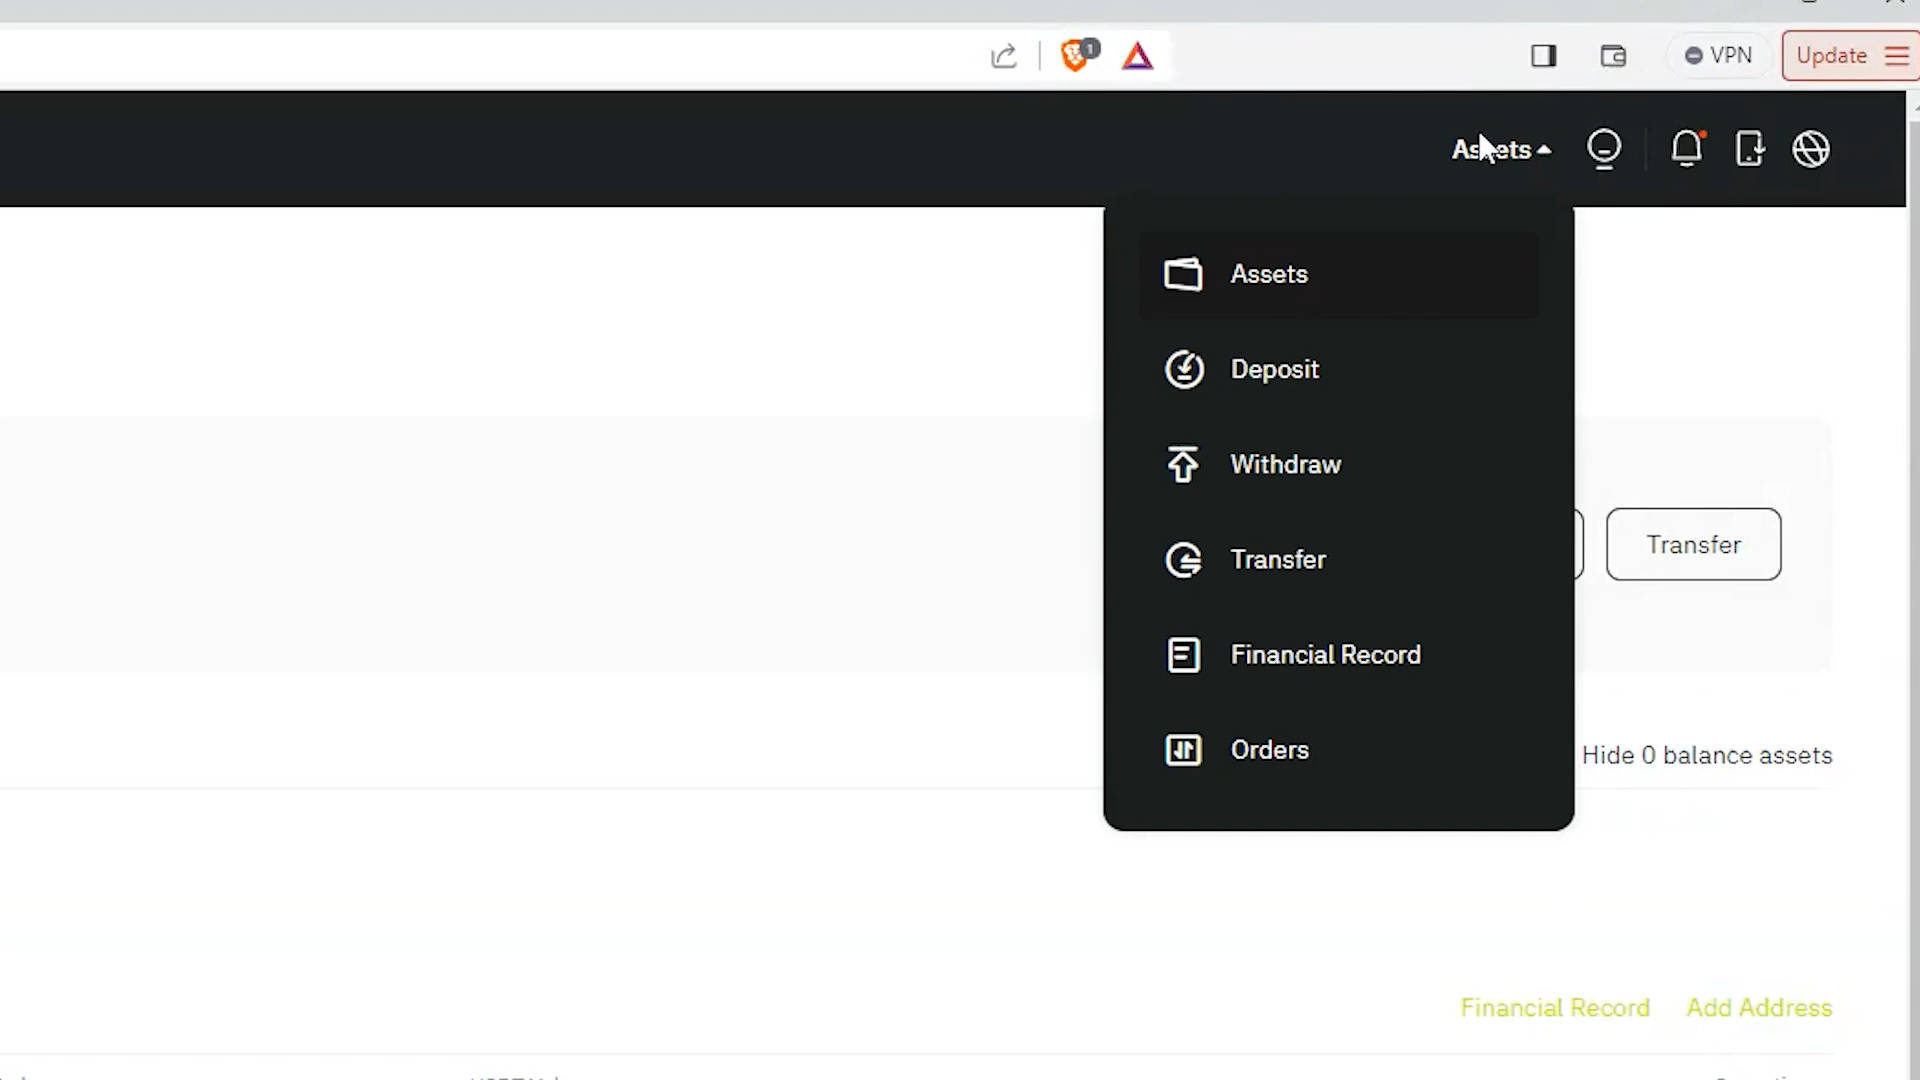 1
VPN
Update
Assets
Assets
Deposit
Withdraw
Transfer
Transfer
Financial Record
Orders
Hide 0 balance assets
Financial Record Add Address